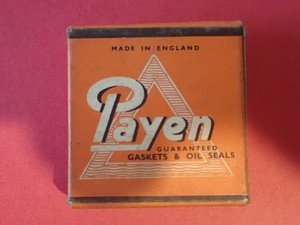 MADE IN ENGLAND
Payen
GUARANTEED
GASKETS & OIL SEALS